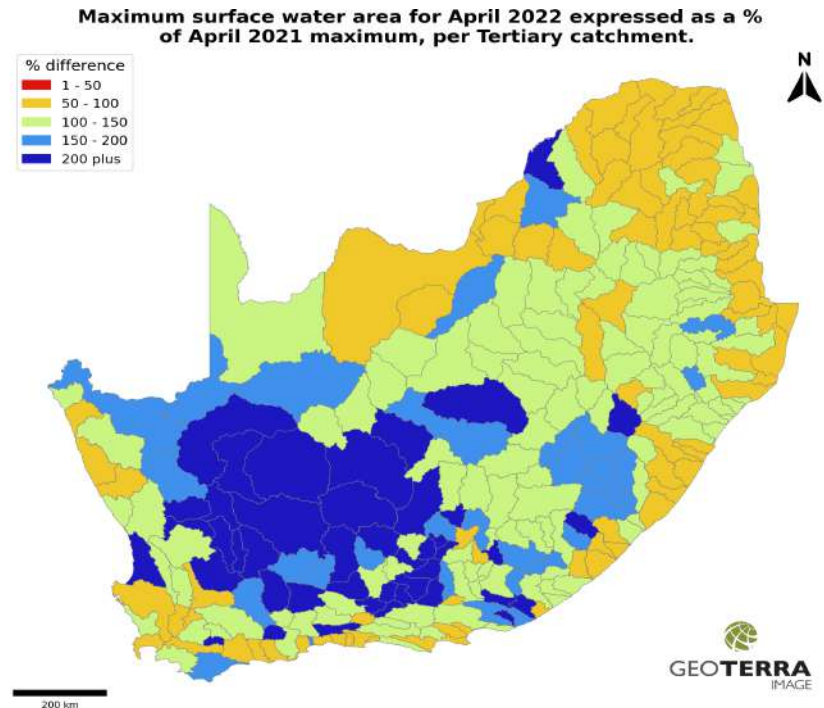 Maximum surface water area for April 2022 expressed as a %
of April 2021 maximum, per Tertiary catchment.
% difference
1 - 50
50 - 100
100 - 150
150 - 200
200 plus
N
GEOTERRA
IMAGE
200 km